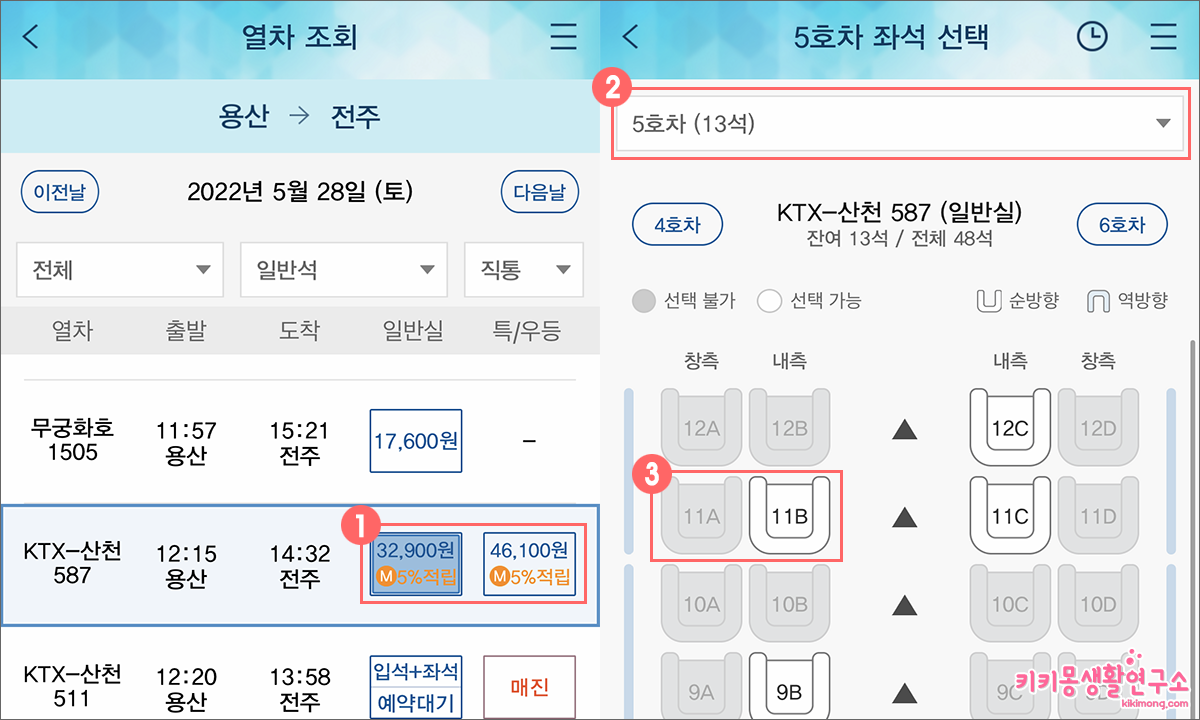 열차 조회
용산 → 전주
이전날
2022년 5월 28일 (토)
다음날
전체
일반석
직통
열차 출발 도착 일반실 특/우등
무궁화호
1505
11:57
용산
15:21
전주
17,600원
–
KTX-산천
587
12:15
용산
14:32
전주
1
32,900원
M5%적립
46,100원
M5%적립
KTX-산천
511
12:20
용산
13:58
전주
입석+좌석
예약대기
매진
5호차 좌석 선택
2
5호차 (13석)
4호차
KTX-산천 587 (일반실)
잔여 13석 / 전체 48석
6호차
선택 불가
선택 가능
순방향
역방향
창측 내측 내측 창측
12A 12B 12C 12D
3
11A 11B 11C 11D
10A 10B 10C 10D
9A 9B 9C
키키몽생활연구소
kikimong.com